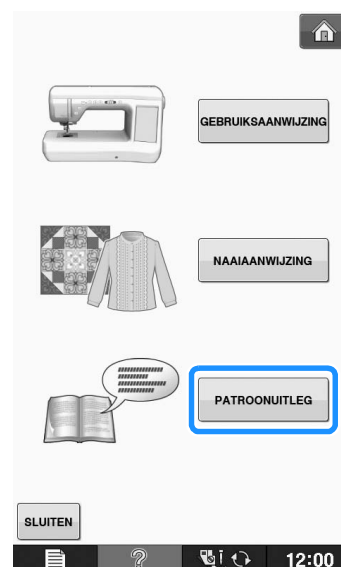 GEBRUIKSAANWIJZING
NAAIAANWIJZING
PATROONUITLEG
SLUITEN
?
12:00